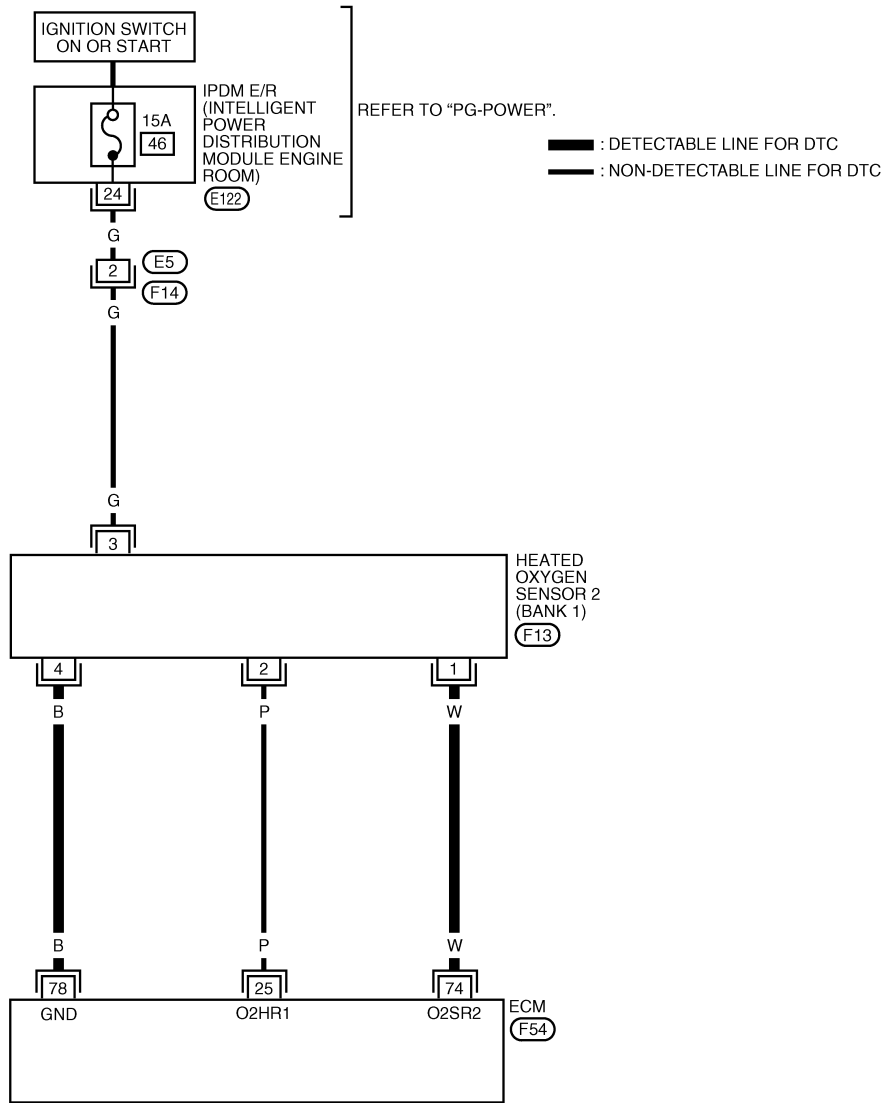 IGNITION SWITCH
ON OR START
IPDM E/R
(INTELLIGENT
POWER
DISTRIBUTION
MODULE ENGINE
ROOM)
E122
15A
46
24
REFER TO “PG-POWER”.
: DETECTABLE LINE FOR DTC
: NON-DETECTABLE LINE FOR DTC
G
2
E5
F14
G
G
3
HEATED
OXYGEN
SENSOR 2
(BANK 1)
F13
4 2 1
B P W
B P W
78 25 74
GND O2HR1 O2SR2
ECM
F54